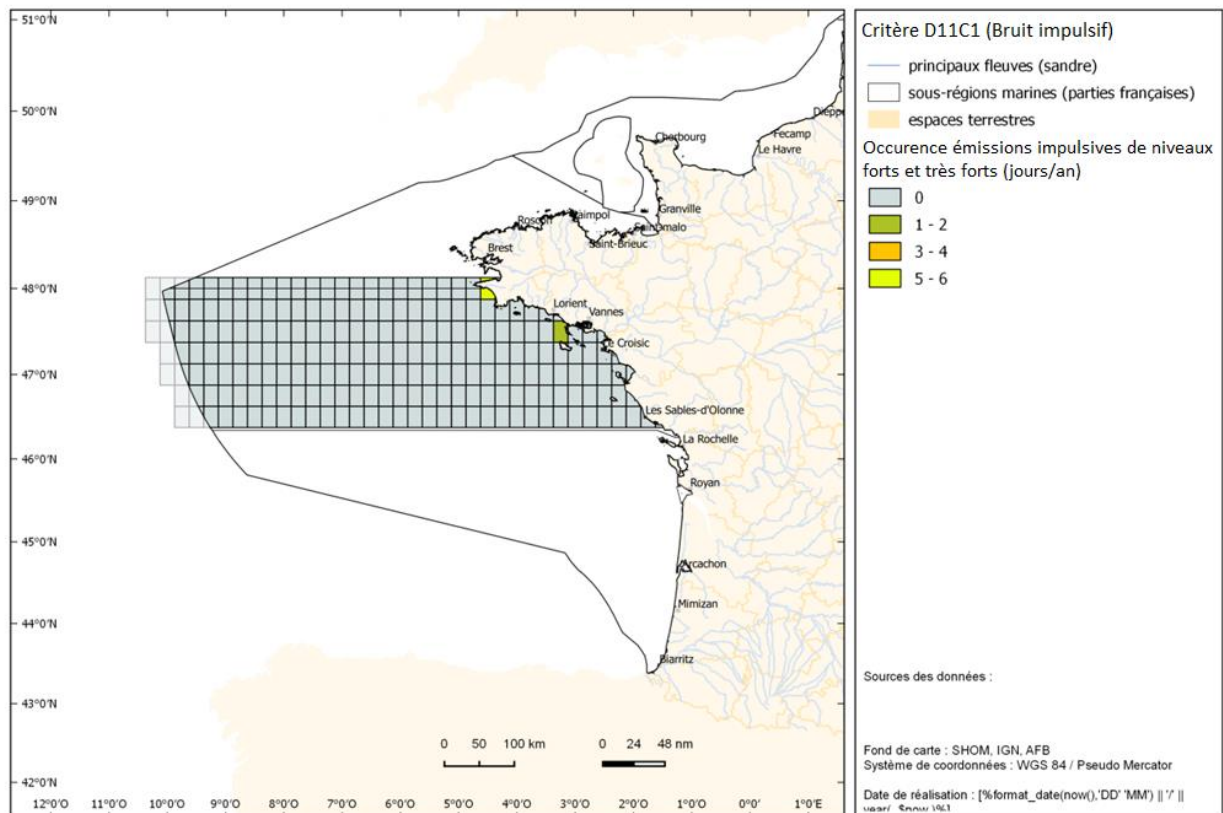 51°0'N
50°0'N
49°0'N
48°0'N
47°0'N
46°0'N
45°0'N
44°0'N
43°0'N
42°0'N
12°0'O 11°0'O 10°0'O 9°0'O 8°0'O 7°0'O 6°0'O 5°0'O 4°0'O 3°0'O 2°0'O 1°0'O 0°0' 1°0'E
Dieppe
Cherbourg
Fecamp
Le Havre
Granville
Roscoff
Paimpol
Saint-Malo
Saint-Brieuc
Brest
Lorient
Vannes
Le Croisic
Les Sables-d'Olonne
La Rochelle
Royan
Arcachon
Mimizan
Biarritz
0 50 100 km
0 24 48 nm
Critère D11C1 (Bruit impulsif)
principaux fleuves (sandre)
sous-régions marines (parties françaises)
espaces terrestres
Occurence émissions impulsives de niveaux
forts et très forts (jours/an)
0
1 - 2
3 - 4
5 - 6
Sources des données :
Fond de carte : SHOM, IGN, AFB
Système de coordonnées : WGS 84 / Pseudo Mercator
Date de réalisation : [%format_date(now(),'DD' 'MM') || '/' ||
year( $now )%]